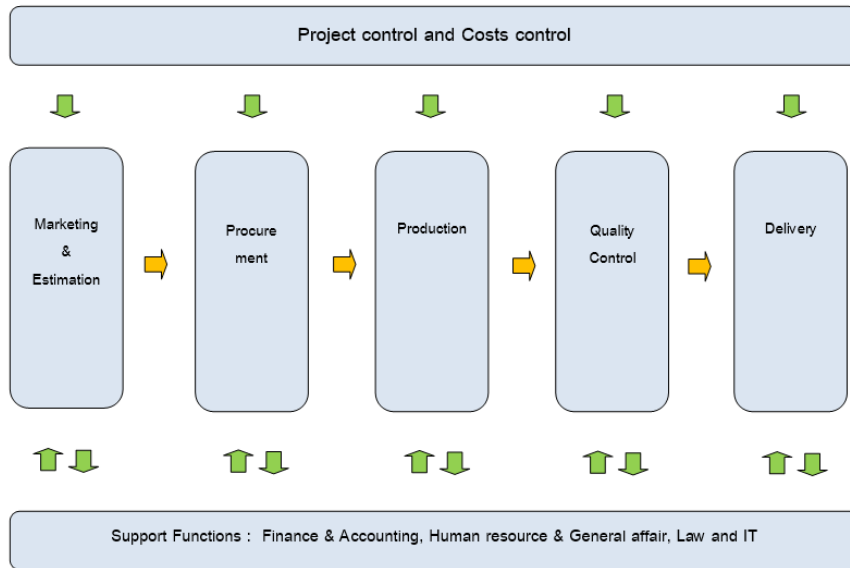 Project control and Costs control
Marketing
&
Estimation
Procure
ment
Production
Quality
Control
Delivery
Support Functions : Finance & Accounting, Human resource & General affair, Law and IT